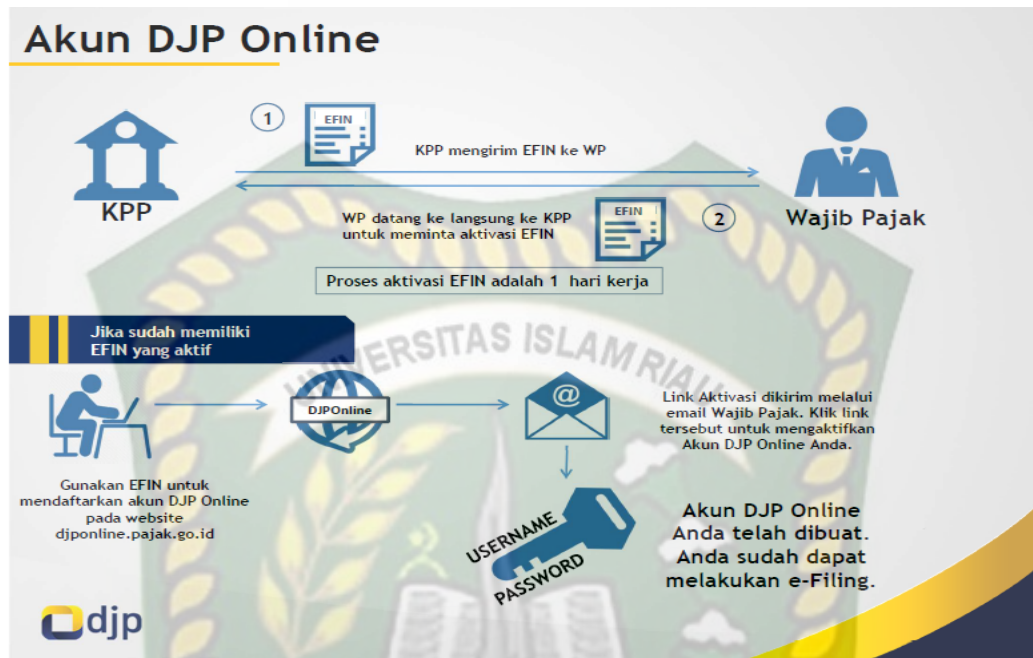 Akun DJP Online
1
EFIN
KPP mengirim EFIN ke WP
KPP
Wajib Pajak
WP datang ke langsung ke KPP
untuk meminta aktivasi EFIN
EFIN
2
Proses aktivasi EFIN adalah 1 hari kerja
Jika sudah memiliki
EFIN yang aktif
UNIVERSITAS ISLAM RIAU
DJPOnline
@
Link Aktivasi dikirim melalui
email Wajib Pajak. Klik link
tersebut untuk mengaktifkan
Akun DJP Online Anda.
Gunakan EFIN untuk
mendaftarkan akun DJP Online
pada website
djponline.pajak.go.id
USERNAME
PASSWORD
Akun DJP Online
Anda telah dibuat.
Anda sudah dapat
melakukan e-Filing.
djp